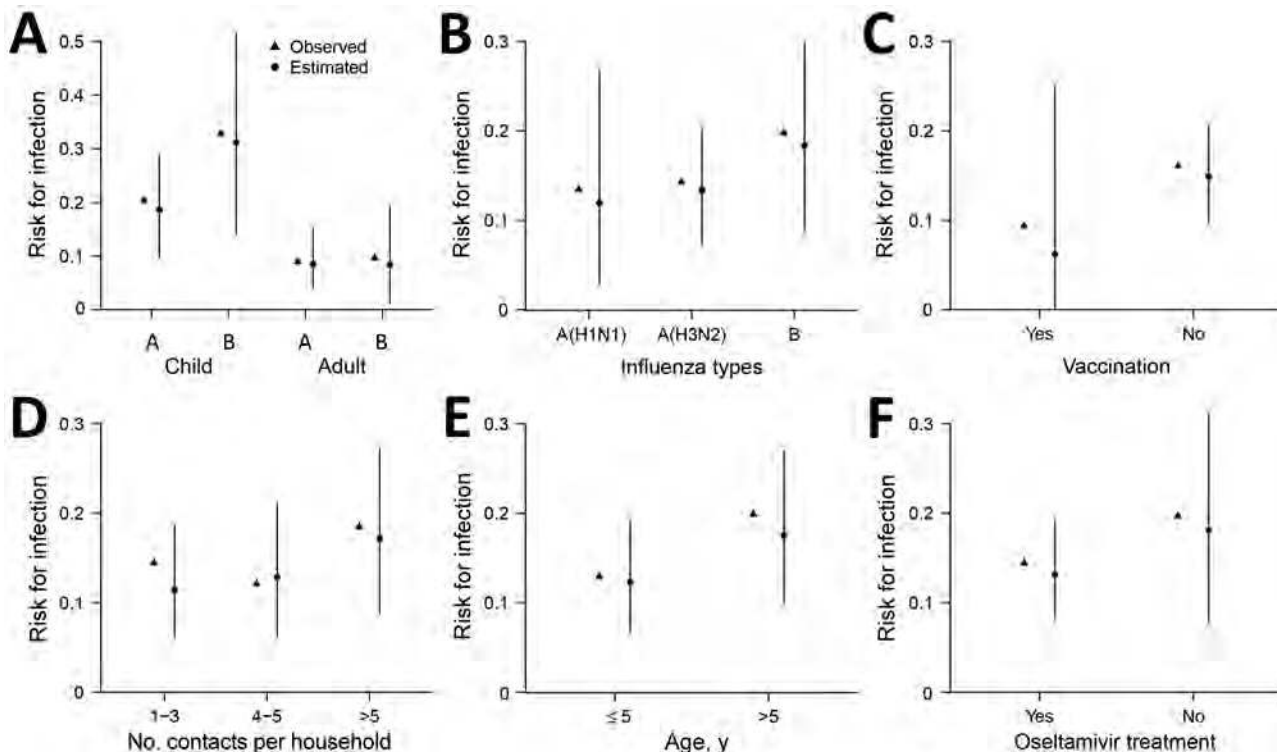 A
Risk for infection
0.5
0.4
0.3
0.2
0.1
0
Observed
Estimated
A B A B
Child Adult
B
Risk for infection
0.3
0.2
0.1
0
A(H1N1) A(H3N2) B
Influenza types
C
Risk for infection
0.3
0.2
0.1
0
Yes No
Vaccination
D
Risk for infection
0.3
0.2
0.1
0
1–3 4–5 >5
No. contacts per household
E
Risk for infection
0.3
0.2
0.1
0
≤ 5 >5
Age, y
F
Risk for infection
0.3
0.2
0.1
0
Yes No
Oseltamivir treatment